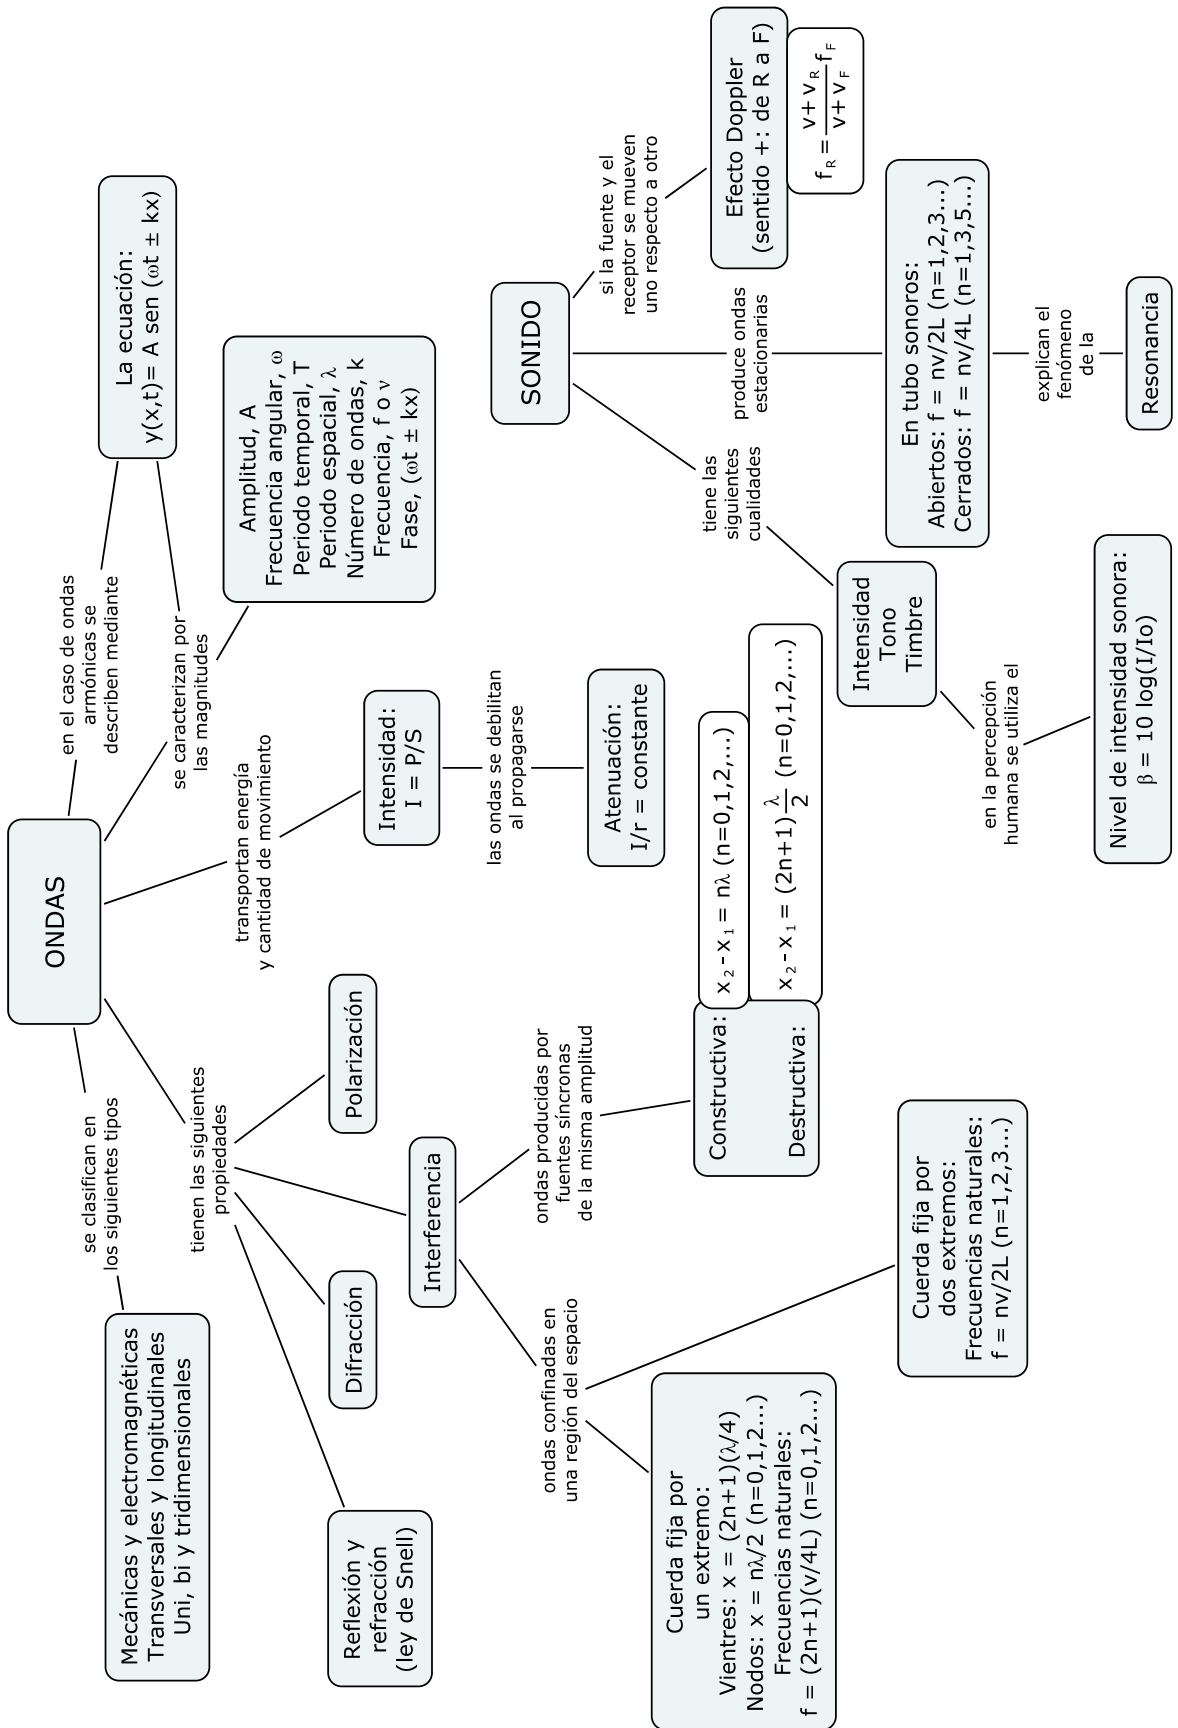 ONDAS
se clasifican en
los siguientes tipos
Mecánicas y electromagnéticas
Transversales y longitudinales
Uni, bi y tridimensionales
tienen las siguientes
propiedades
Reflexión y
refracción
(ley de Snell)
Difracción
Interferencia
Polarización
ondas confinadas en
una región del espacio
Cuerda fija por
un extremo:
Vientres: x = (2n+1)(λ/4)
Nodos: x = nλ/2 (n=0,1,2...)
Frecuencias naturales:
f = (2n+1)(v/4L) (n=0,1,2...)
Cuerda fija por
dos extremos:
Frecuencias naturales:
f = nv/2L (n=1,2,3...)
ondas producidas por
fuentes síncronas
de la misma amplitud
Constructiva: x₂-x₁ = nλ (n=0,1,2,...)
Destructiva: x₂-x₁ = (2n+1) λ/2 (n=0,1,2,...)
transportan energía
y cantidad de movimiento
Intensidad:
I = P/S
las ondas se debilitan
al propagarse
Atenuación:
I/r = constante
se caracterizan por
las magnitudes
Amplitud, A
Frecuencia angular, ω
Periodo temporal, T
Periodo espacial, λ
Número de ondas, k
Frecuencia, f o ν
Fase, (ωt ± kx)
en el caso de ondas
armónicas se
describen mediante
La ecuación:
y(x,t)= A sen (ωt ± kx)
SONIDO
tiene las
siguientes
cualidades
Intensidad
Tono
Timbre
en la percepción
humana se utiliza el
Nivel de intensidad sonora:
β = 10 log(I/Io)
produce ondas
estacionarias
En tubo sonoros:
Abiertos: f = nv/2L (n=1,2,3...)
Cerrados: f = nv/4L (n=1,3,5...)
explican el
fenómeno
de la
Resonancia
si la fuente y el
receptor se mueven
uno respecto a otro
Efecto Doppler
(sentido +: de R a F)
f_R = (v+v_R)/(v+v_F) f_F